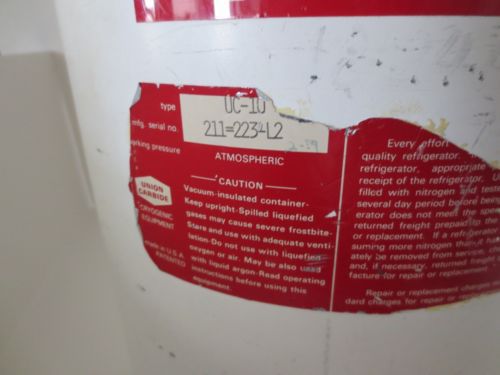 type UC-10
mfg. serial no. 211=223-L2
working pressure 2-59
ATMOSPHERIC
CAUTION
Vacuum-insulated container-
Keep upright-Spilled liquefied
gases may cause severe frostbite-
Store and use with adequate venti-
lation-Do not use with liquefied
oxygen or air. May be also used
with liquid argon-Read operating
instructions before using this
equipment.
UNION
CARBIDE
CRYOGENIC
EQUIPMENT
made in U.S.A.
PATENTED
Every effort
quality refrigerator.
refrigerator, appropriate
receipt of the refrigerator. U
filled with nitrogen and tested
several day period before being
erator does not meet the spe
returned freight prepaid to the
or replacement. If a refrigerator
suming more nitrogen than it
ately be removed from service,
and, if necessary, returned freight
facture for repair or replacement
Repair or replacement charges
dard charges for repair or